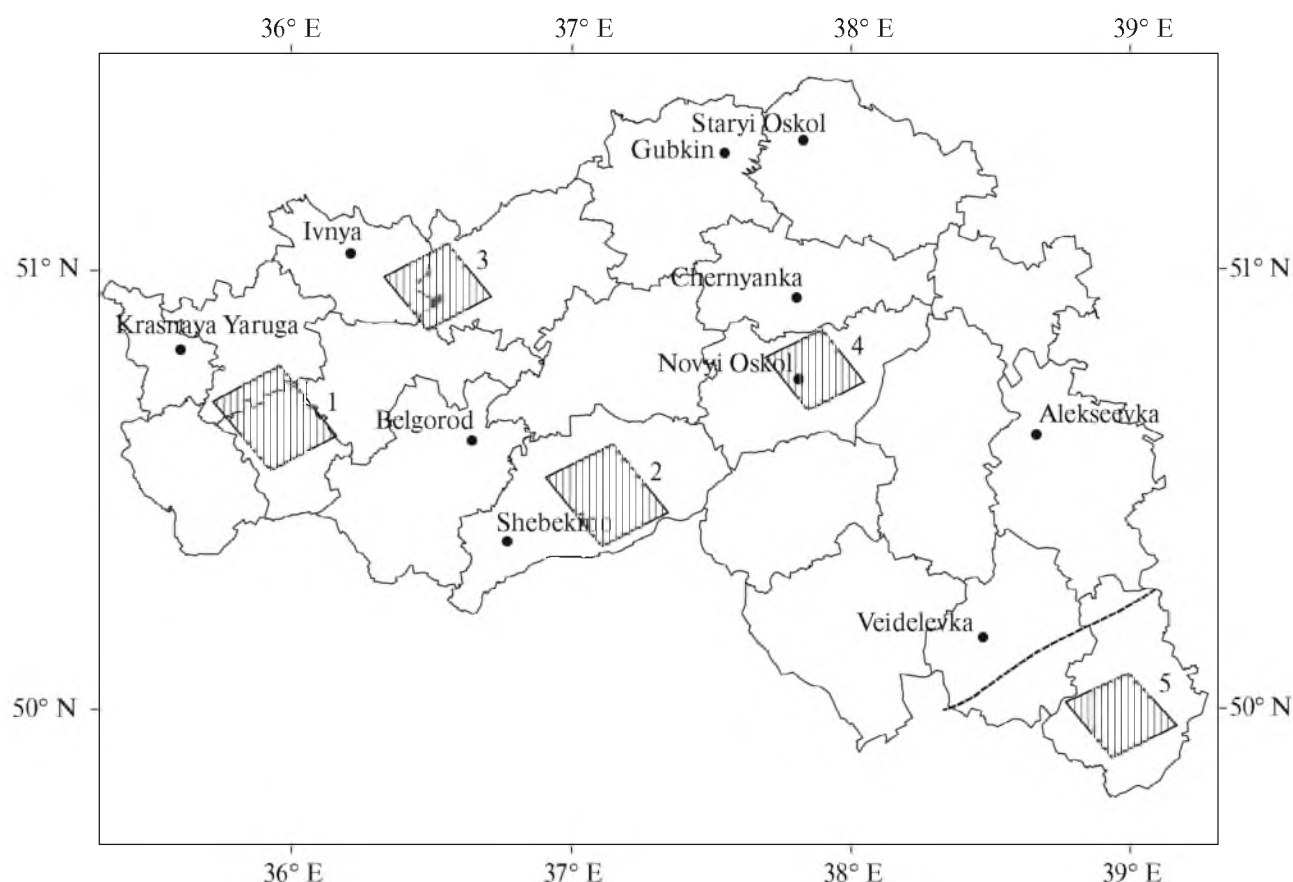 36° E 37° E 38° E 39° E
Staryi Oskol
Gubkin
Ivnya
3
51° N 51° N
Chernyanka
Krasnaya Yaruga
4
Novyi Oskol
1
Belgorod
Alekseevka
2
Shebekino
Veidelevka
5
50° N 50° N
36° E 37° E 38° E 39° E